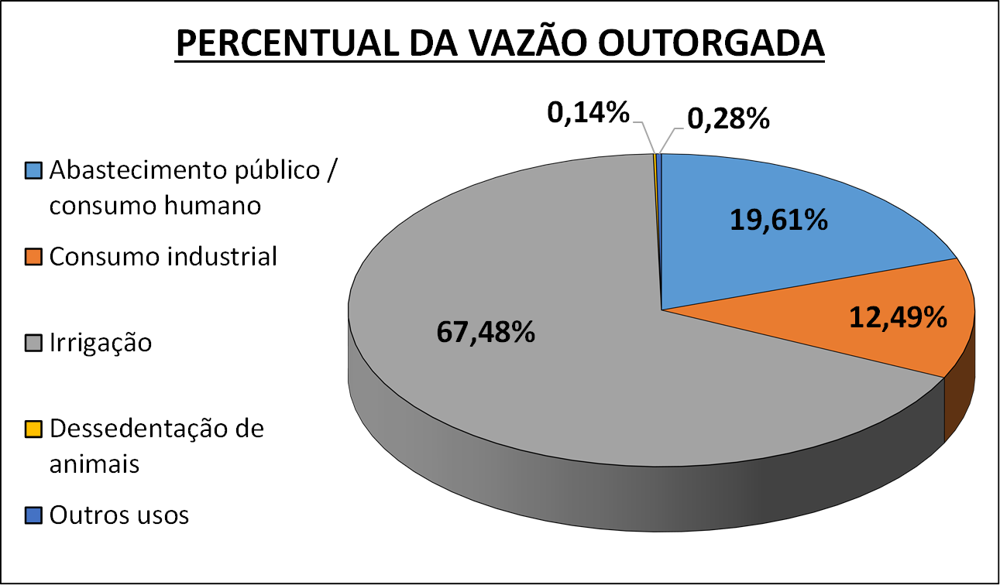 PERCENTUAL DA VAZÃO OUTORGADA
0,14%
0,28%
Abastecimento público /
consumo humano
Consumo industrial
Irrigação
Dessedentação de
animais
Outros usos
19,61%
12,49%
67,48%